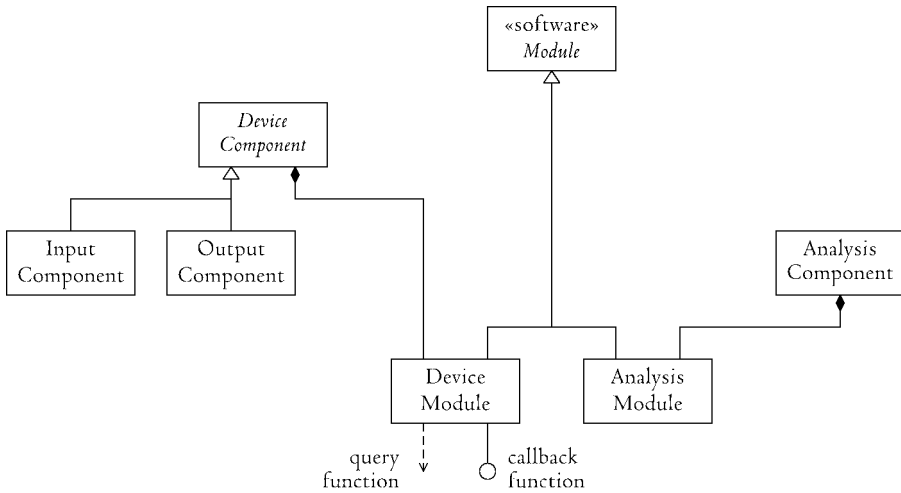 «software»
Module
Device
Component
Input
Component
Output
Component
Analysis
Component
Device
Module
Analysis
Module
query
function
callback
function